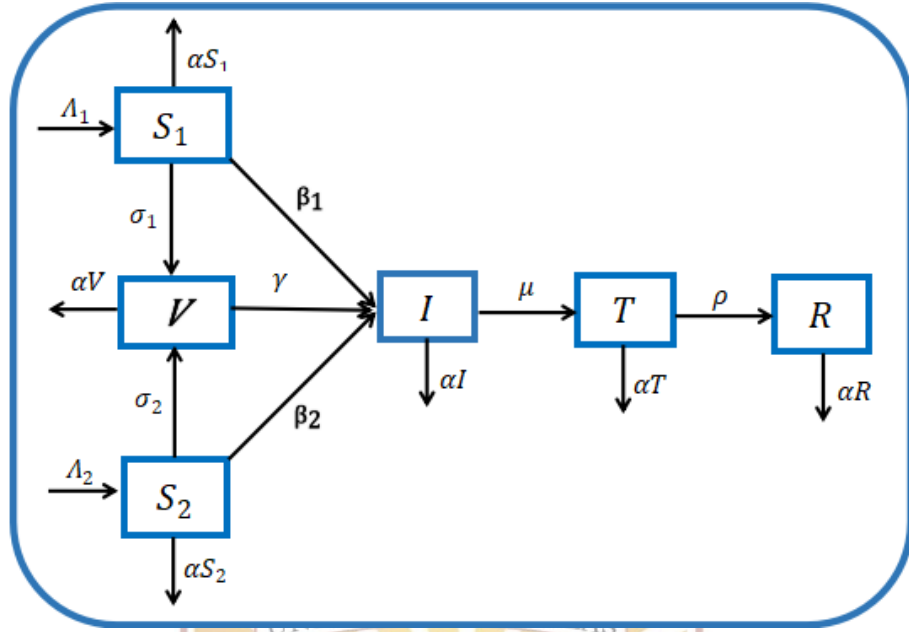 αS₁
Λ₁
S₁
β₁
σ₁
αV
V
γ
I
μ
T
ρ
R
αI
αT
αR
σ₂
β₂
Λ₂
S₂
αS₂